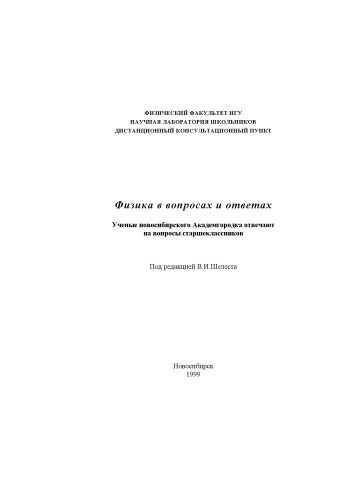 ФИЗИЧЕСКИЙ ФАКУЛЬТЕТ НГУ
НАУЧНАЯ ЛАБОРАТОРИЯ ШКОЛЬНИКОВ
ДИСТАНЦИОННЫЙ КОНСУЛЬТАЦИОННЫЙ ПУНКТ
Физика в вопросах и ответах
Ученые новосибирского Академгородка отвечают
на вопросы старшеклассников
Под редакцией В.И.Шелеста
Новосибирск
1999